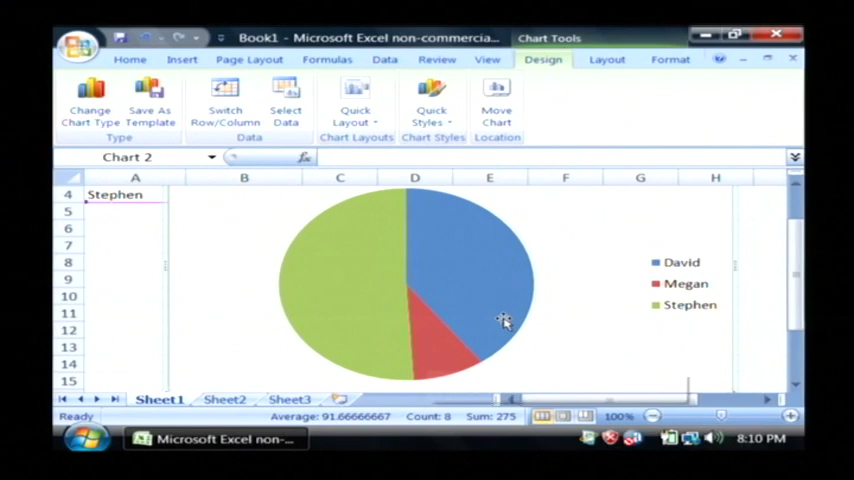 Book1 - Microsoft Excel non-commercia... Chart Tools
Home Insert Page Layout Formulas Data Review View Design Layout Format
Change Chart Type Save As Template Switch Row/Column Select Data Quick Layout Quick Styles Move Chart
Type Data Chart Layouts Chart Styles Location
Chart 2 fx
A B C D E F G H
4 Stephen
5
6
7
8 David
9 Megan
10 Stephen
11
12
13
14
15
Sheet1 Sheet2 Sheet3
Ready Average: 91.66666667 Count: 8 Sum: 275 100%
Microsoft Excel non-... 8:10 PM